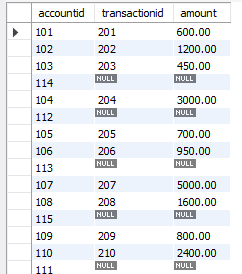 accountid transactionid amount
101 201 600.00
102 202 1200.00
103 203 450.00
114 NULL NULL
104 204 3000.00
112 NULL NULL
105 205 700.00
106 206 950.00
113 NULL NULL
107 207 5000.00
108 208 1600.00
115 NULL NULL
109 209 800.00
110 210 2400.00
111 NULL NULL